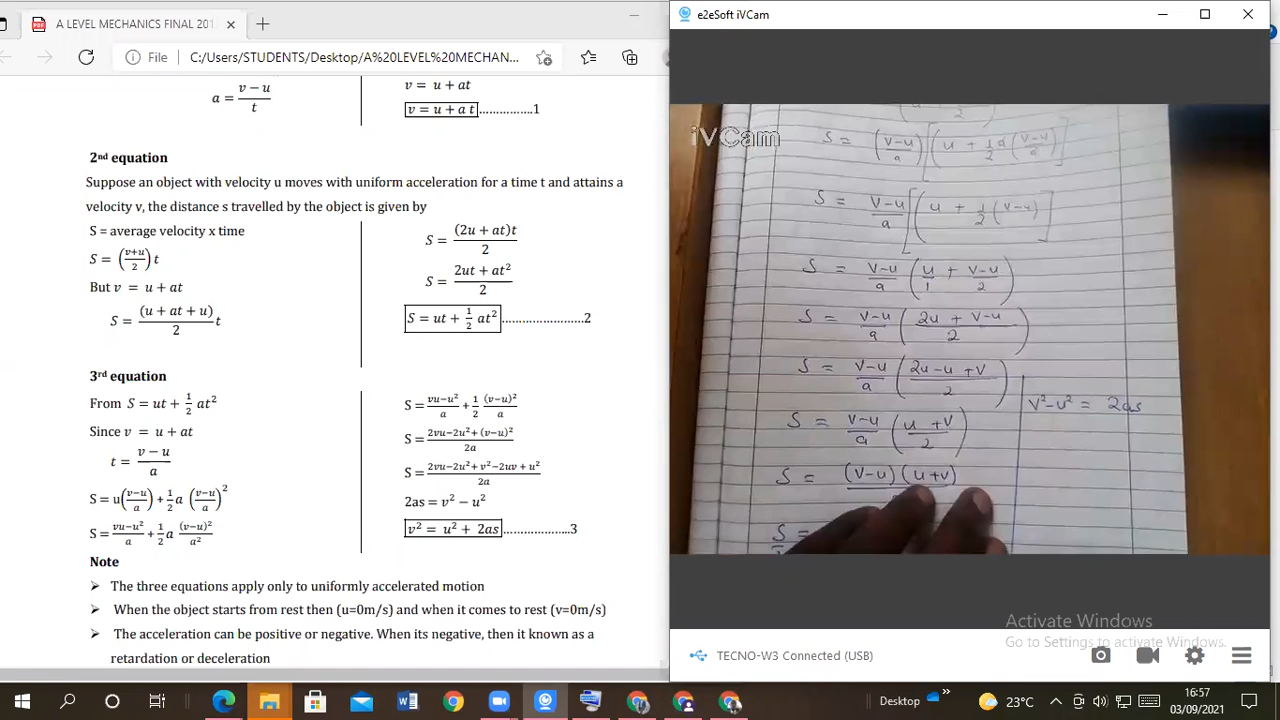 A LEVEL MECHANICS FINAL 201
File
C:/Users/STUDENTS/Desktop/A%20LEVEL%20MECHAN...
a = (v − u)/t
v = u + at
v = u + a t ..............1
2nd equation
Suppose an object with velocity u moves with uniform acceleration for a time t and attains a
velocity v, the distance s travelled by the object is given by
S = average velocity x time
S = ((v+u)/2) t
But v = u + at
S = (u + at + u)/2 t
S = (2u + at)t/2
S = (2ut + at²)/2
S = ut + 1/2 at² ......................2
3rd equation
From S = ut + 1/2 at²
Since v = u + at
t = (v − u)/a
S = u((v−u)/a) + 1/2 a ((v−u)/a)²
S = (vu−u²)/a + 1/2 a (v−u)²/a²
S = (vu−u²)/a + 1/2 (v−u)²/a
S = (2vu−2u²+ (v−u)²)/2a
S = (2vu−2u²+ v²−2uv+ u²)/2a
2as = v² − u²
v² = u² + 2as ..................3
Note
➢ The three equations apply only to uniformly accelerated motion
➢ When the object starts from rest then (u=0m/s) and when it comes to rest (v=0m/s)
➢ The acceleration can be positive or negative. When its negative, then it known as a
retardation or deceleration
e2eSoft iVCam
iVCam
S = (v−u)/a [(u + 1/2 a ((v−u)/a)]
S = (v−u)/a [(u + 1/2 (v−u)]
S = (v−u)/a (u/1 + (v−u)/2)
S = (v−u)/a ((2u + v−u)/2)
S = (v−u)/a ((2u−u +v)/2)
v²−u² = 2as
S = (v−u)/a ((u +v)/2)
S = (v−u)(u+v)
S =
Activate Windows
Go to Settings to activate Windows.
TECNO-W3 Connected (USB)
Desktop
23°C
16:57
03/09/2021